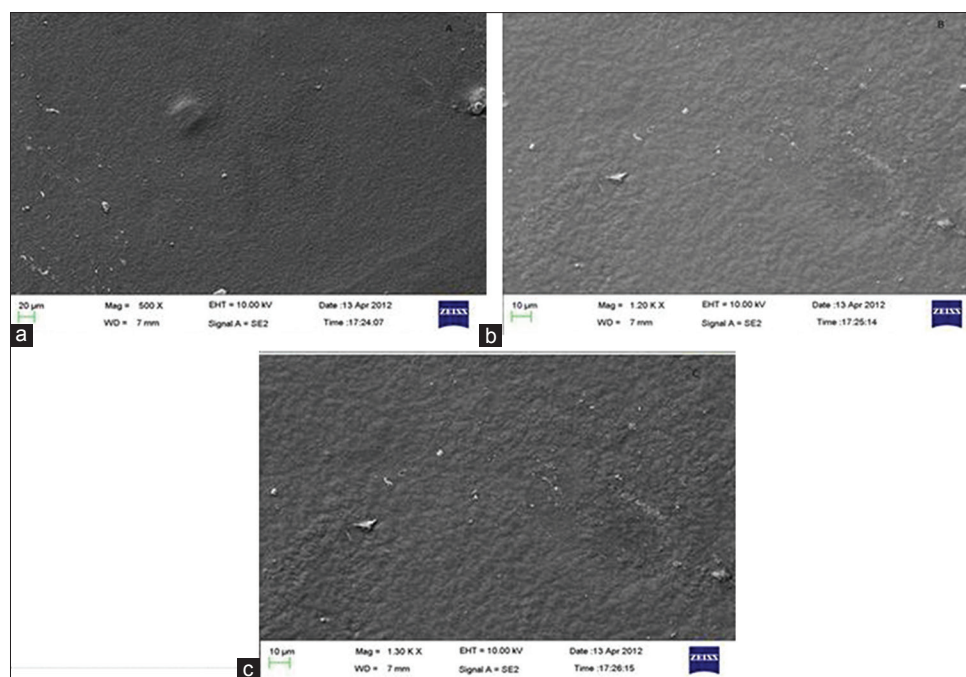 A
20 µm
Mag = 500 X
EHT = 10.00 kV
Date :13 Apr 2012
WD = 7 mm
Signal A = SE2
Time :17:24:07
ZEISS
a
B
10 µm
Mag = 1.20 K X
EHT = 10.00 kV
Date :13 Apr 2012
WD = 7 mm
Signal A = SE2
Time :17:25:14
ZEISS
b
C
10 µm
Mag = 1.30 K X
EHT = 10.00 kV
Date :13 Apr 2012
WD = 7 mm
Signal A = SE2
Time :17:26:15
ZEISS
c